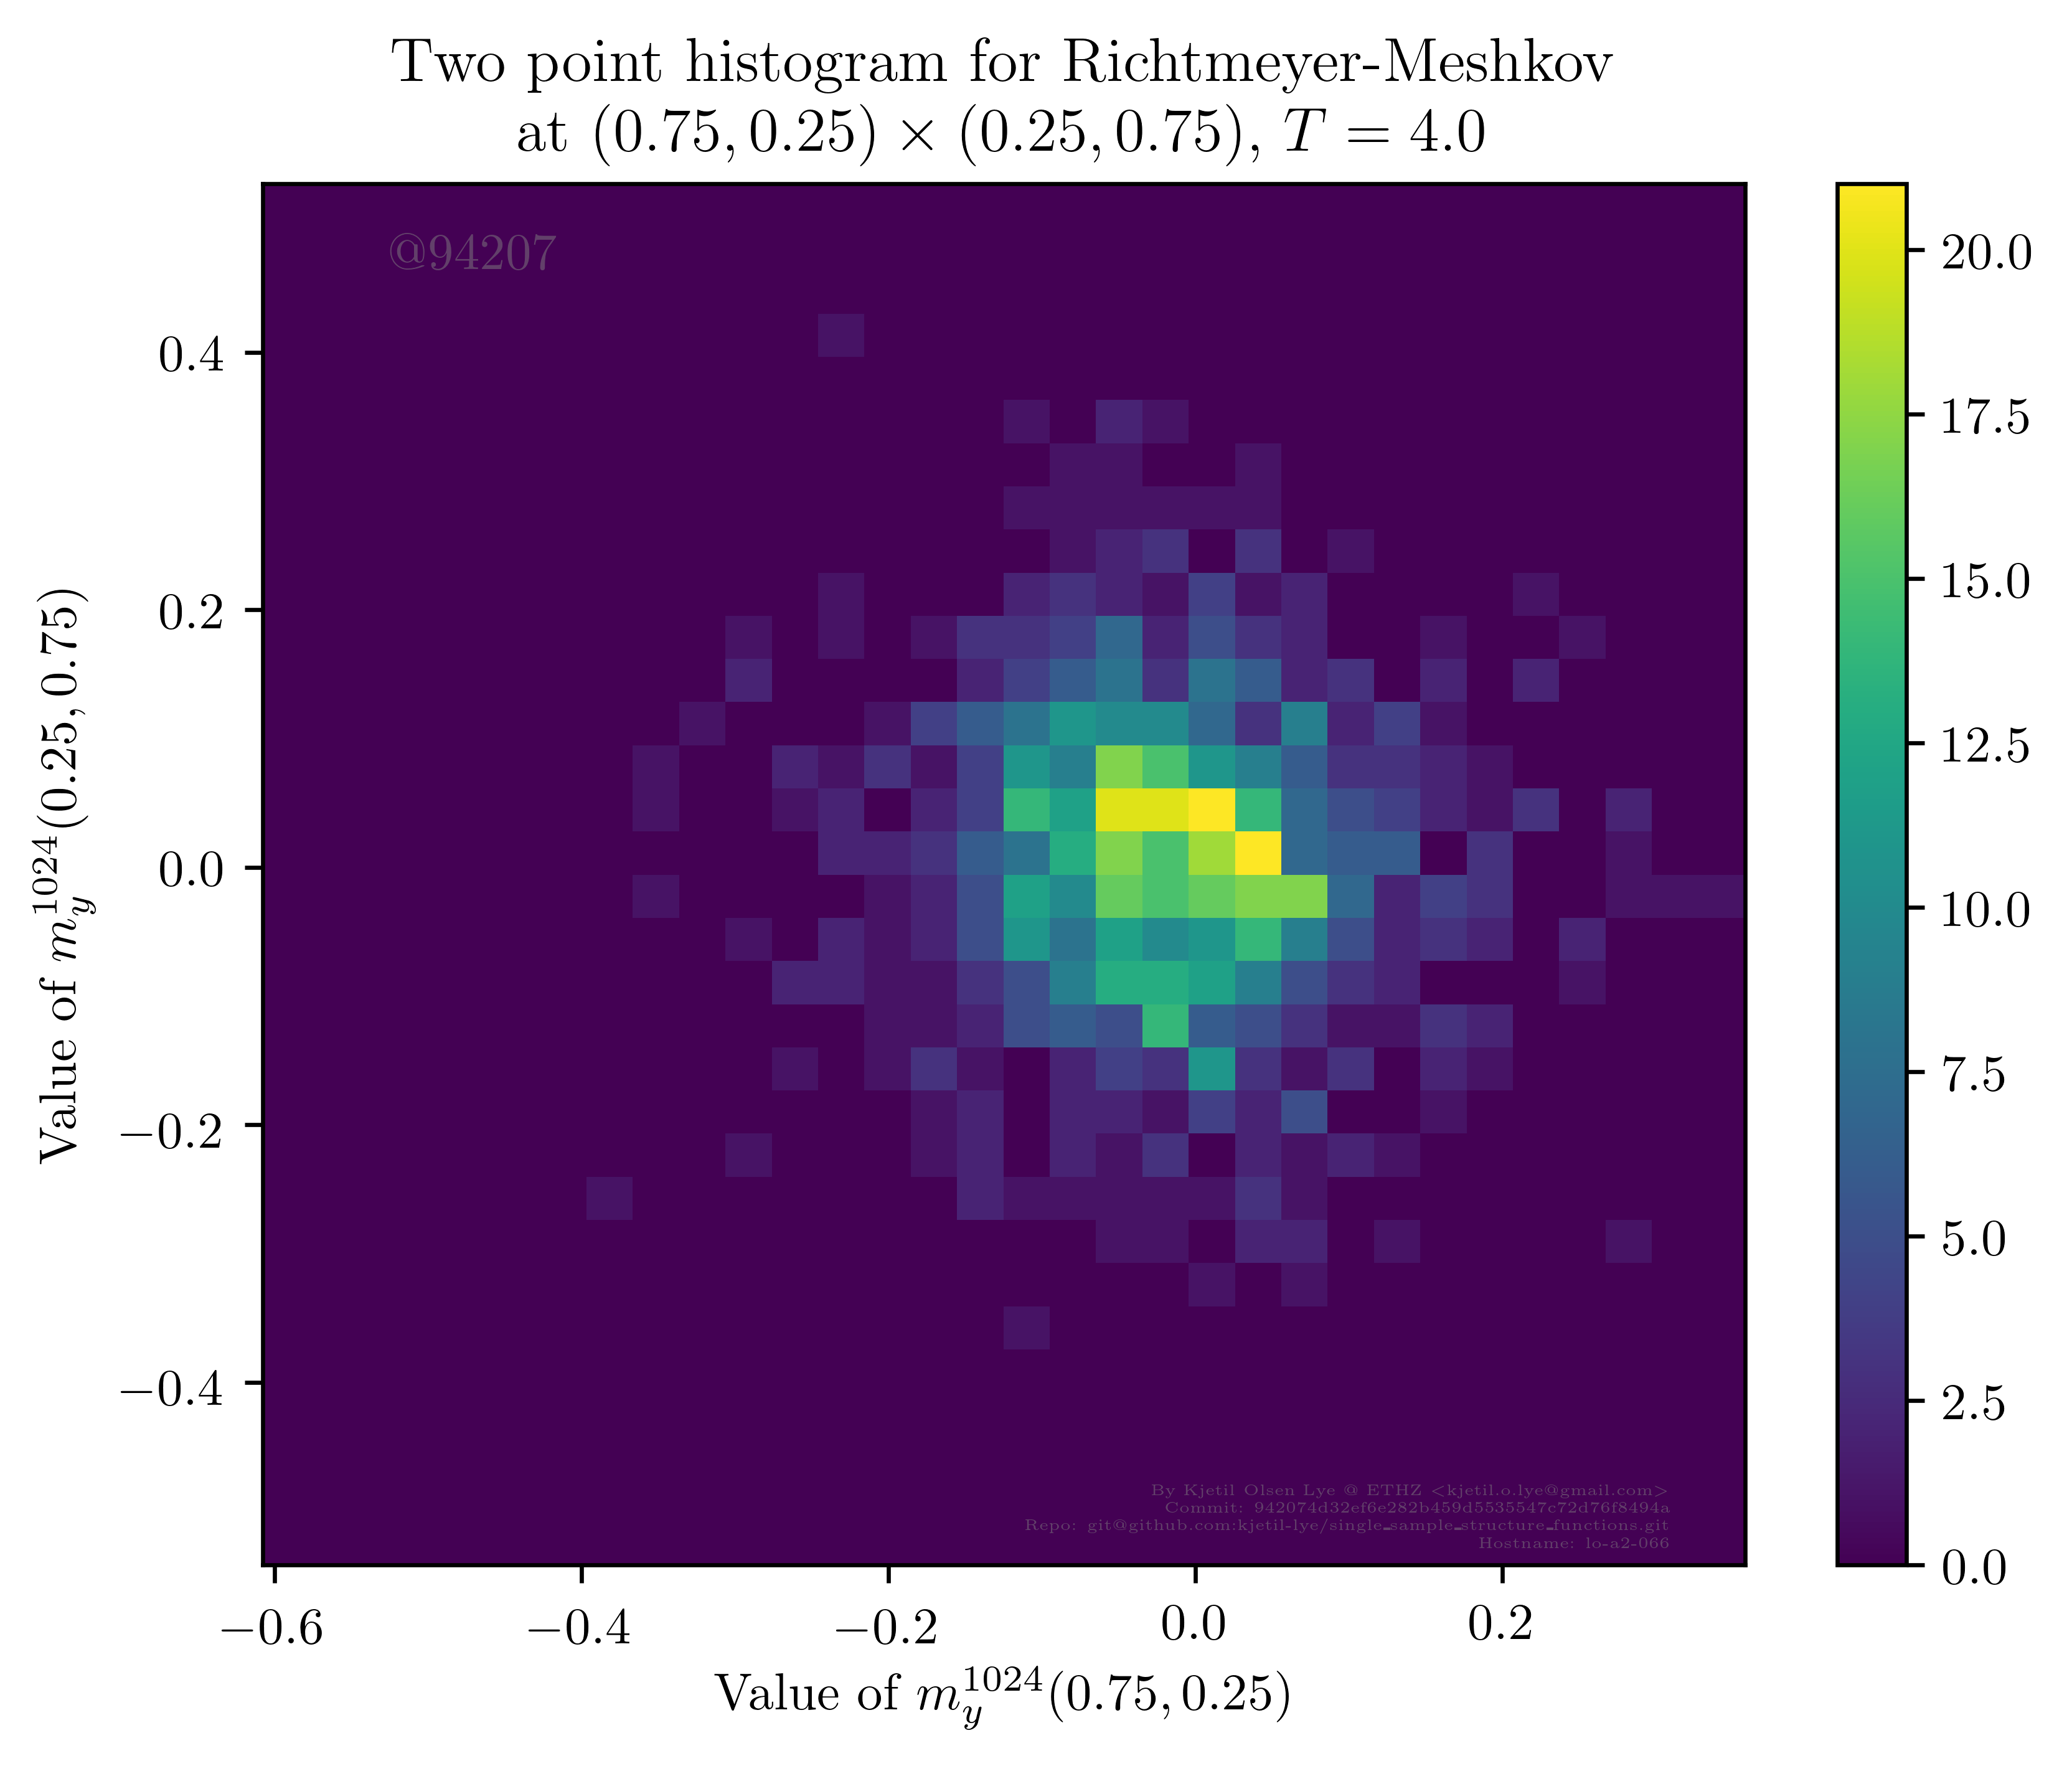 Two point histogram for Richtmeyer-Meshkov
at (0.75, 0.25) × (0.25, 0.75), T = 4.0
@94207
0.4
0.2
0.0
−0.2
−0.4
Value of m_y^1024(0.25, 0.75)
20.0
17.5
15.0
12.5
10.0
7.5
5.0
2.5
0.0
By Kjetil Olsen Lye @ ETHZ <kjetil.o.lye@gmail.com>
Commit: 942074d32ef6e282b459d5535547c72d76f8494a
Repo: git@github.com:kjetil-lye/single_sample_structure_functions.git
Hostname: lo-a2-066
−0.6 −0.4 −0.2 0.0 0.2
Value of m_y^1024(0.75, 0.25)